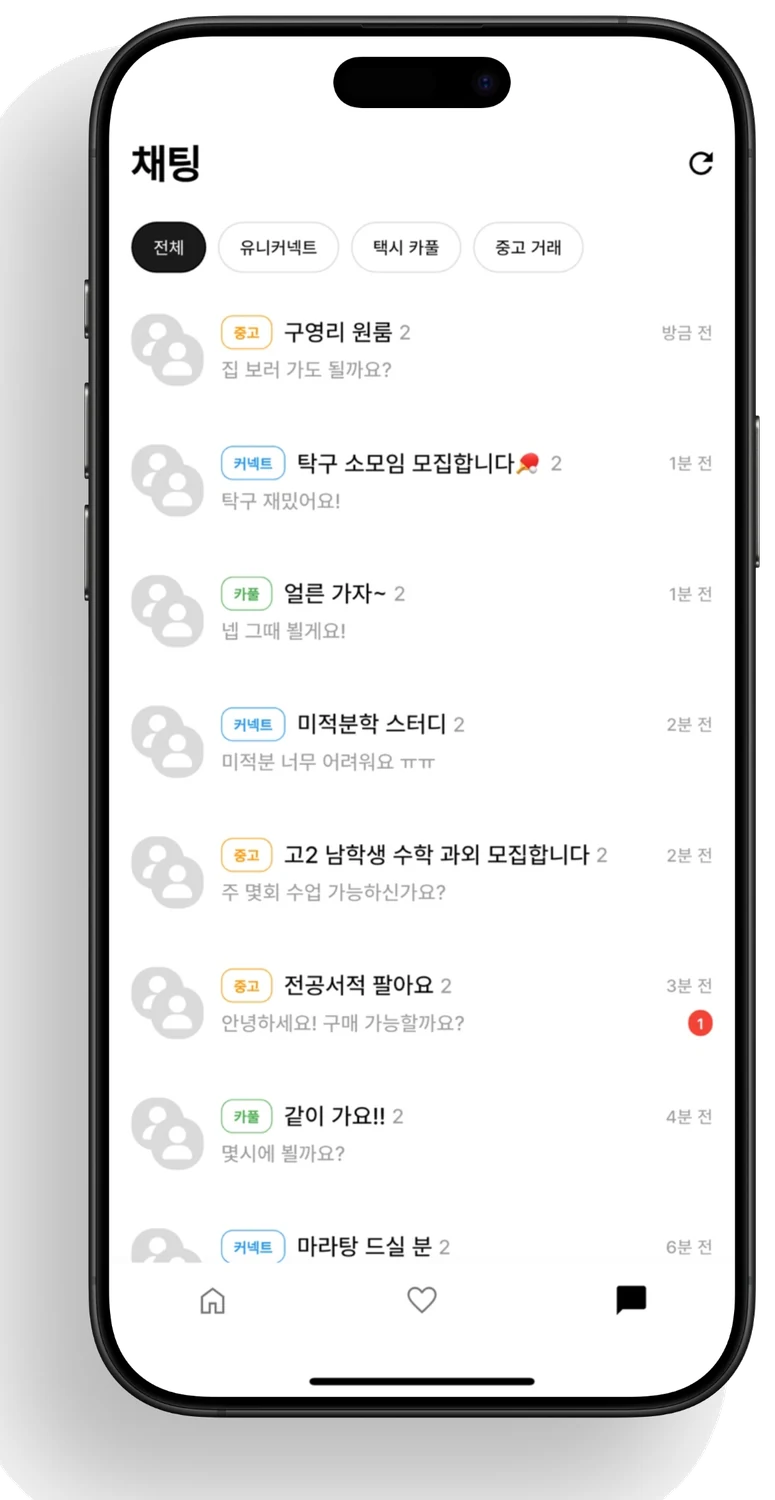 채팅
전체 유니커넥트 택시 카풀 중고 거래
중고 구영리 원룸 2 방금 전
집 보러 가도 될까요?
커넥트 탁구 소모임 모집합니다🏓 2 1분 전
탁구 재밌어요!
카풀 얼른 가자~ 2 1분 전
넵 그때 뵐게요!
커넥트 미적분학 스터디 2 2분 전
미적분 너무 어려워요 ㅠㅠ
중고 고2 남학생 수학 과외 모집합니다 2 2분 전
주 몇회 수업 가능하신가요?
중고 전공서적 팔아요 2 3분 전
안녕하세요! 구매 가능할까요? 1
카풀 같이 가요!! 2 4분 전
몇시에 뵐까요?
커넥트 마라탕 드실 분 2 6분 전